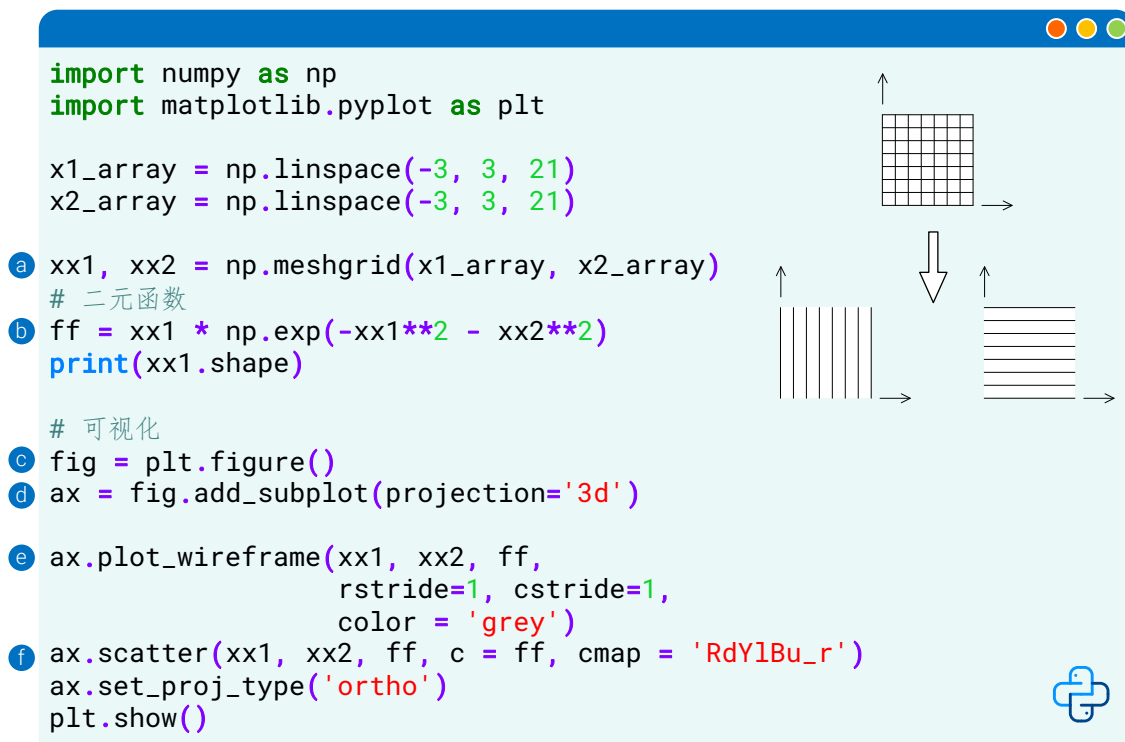 import numpy as np
import matplotlib.pyplot as plt
x1_array = np.linspace(-3, 3, 21)
x2_array = np.linspace(-3, 3, 21)
a xx1, xx2 = np.meshgrid(x1_array, x2_array)
# 二元函数
b ff = xx1 * np.exp(-xx1**2 - xx2**2)
print(xx1.shape)
# 可视化
c fig = plt.figure()
d ax = fig.add_subplot(projection='3d')
e ax.plot_wireframe(xx1, xx2, ff,
rstride=1, cstride=1,
color = 'grey')
f ax.scatter(xx1, xx2, ff, c = ff, cmap = 'RdYlBu_r')
ax.set_proj_type('ortho')
plt.show()